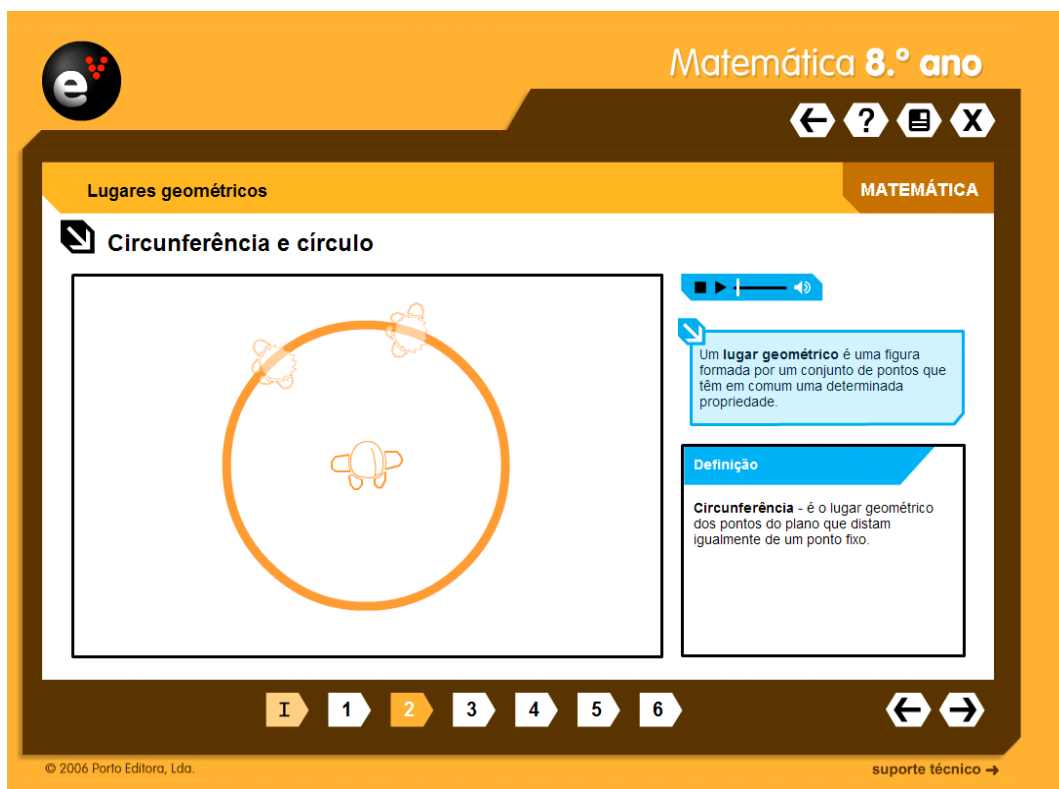 e
Matemática 8.º ano
?
X
Lugares geométricos
MATEMÁTICA
Circunferência e círculo
Um lugar geométrico é uma figura
formada por um conjunto de pontos que
têm em comum uma determinada
propriedade.
Definição
Circunferência - é o lugar geométrico
dos pontos do plano que distam
igualmente de um ponto fixo.
I 1 2 3 4 5 6
© 2006 Porto Editora, Lda.
suporte técnico